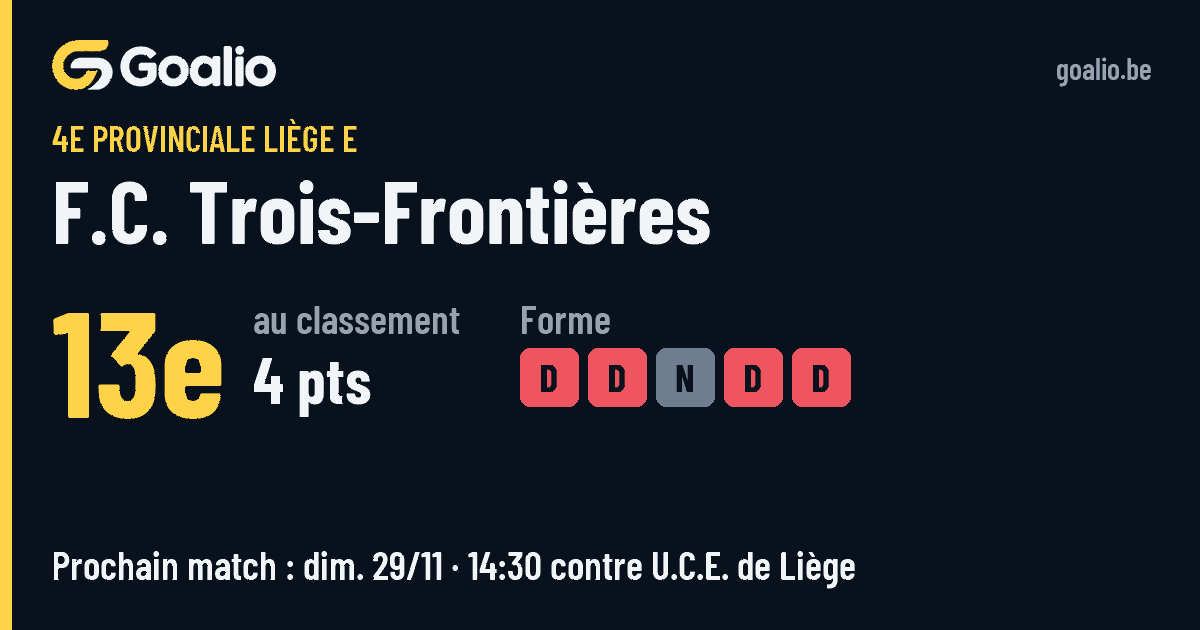 Goalio
goalio.be
4E PROVINCIALE LIÈGE E
F.C. Trois-Frontières
13e
au classement
4 pts
Forme
D D N D D
Prochain match : dim. 29/11 · 14:30 contre U.C.E. de Liège